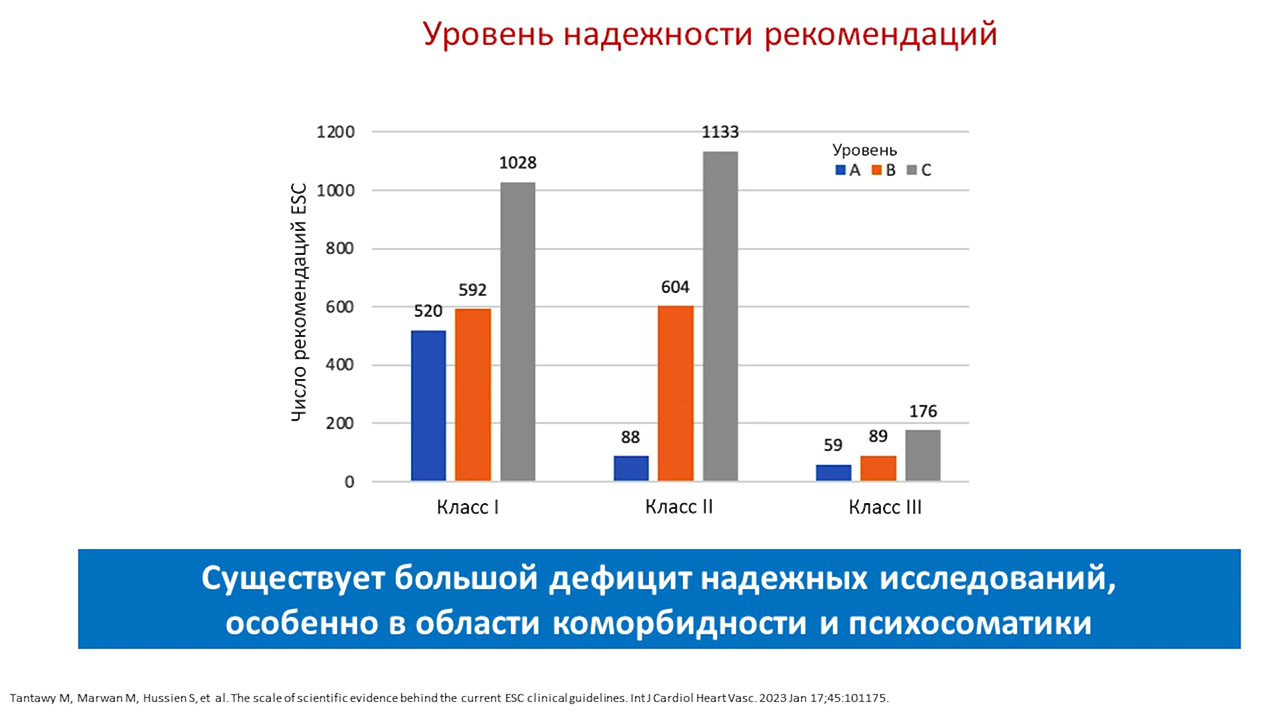 Уровень надежности рекомендаций
Число рекомендаций ESC
1200
1000
800
600
400
200
0
520
592
1028
88
604
1133
59
89
176
Уровень
A B C
Класс I
Класс II
Класс III
Существует большой дефицит надежных исследований,
особенно в области коморбидности и психосоматики
Tantawy M, Marwan M, Hussien S, et al. The scale of scientific evidence behind the current ESC clinical guidelines. Int J Cardiol Heart Vasc. 2023 Jan 17;45:101175.